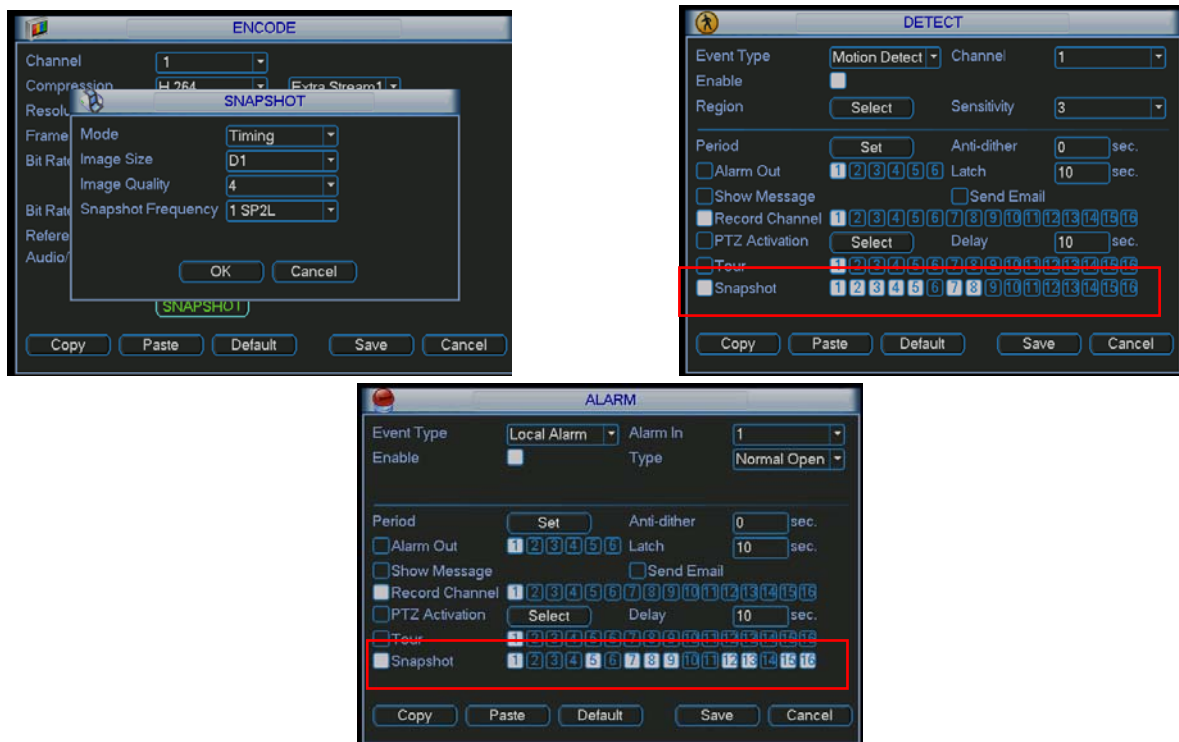 ENCODE
Channel 1
Compression H.264 Extra Stream1
Resolu
Frame
Bit Rate
Bit Rate
Refere
Audio/
SNAPSHOT
Mode Timing
Image Size D1
Image Quality 4
Snapshot Frequency 1 SP2L
OK Cancel
SNAPSHOT
Copy Paste Default Save Cancel
DETECT
Event Type Motion Detect Channel 1
Enable
Region Select Sensitivity 3
Period Set Anti-dither 0 sec.
Alarm Out 1 2 3 4 5 6 Latch 10 sec.
Show Message Send Email
Record Channel 1 2 3 4 5 6 7 8 9 10 11 12 13 14 15 16
PTZ Activation Select Delay 10 sec.
Tour 1 2 3 4 5 6 7 8 9 10 11 12 13 14 15 16
Snapshot 1 2 3 4 5 6 7 8 9 10 11 12 13 14 15 16
Copy Paste Default Save Cancel
ALARM
Event Type Local Alarm Alarm In 1
Enable Type Normal Open
Period Set Anti-dither 0 sec.
Alarm Out 1 2 3 4 5 6 Latch 10 sec.
Show Message Send Email
Record Channel 1 2 3 4 5 6 7 8 9 10 11 12 13 14 15 16
PTZ Activation Select Delay 10 sec.
Tour 1 2 3 4 5 6 7 8 9 10 11 12 13 14 15 16
Snapshot 1 2 3 4 5 6 7 8 9 10 11 12 13 14 15 16
Copy Paste Default Save Cancel